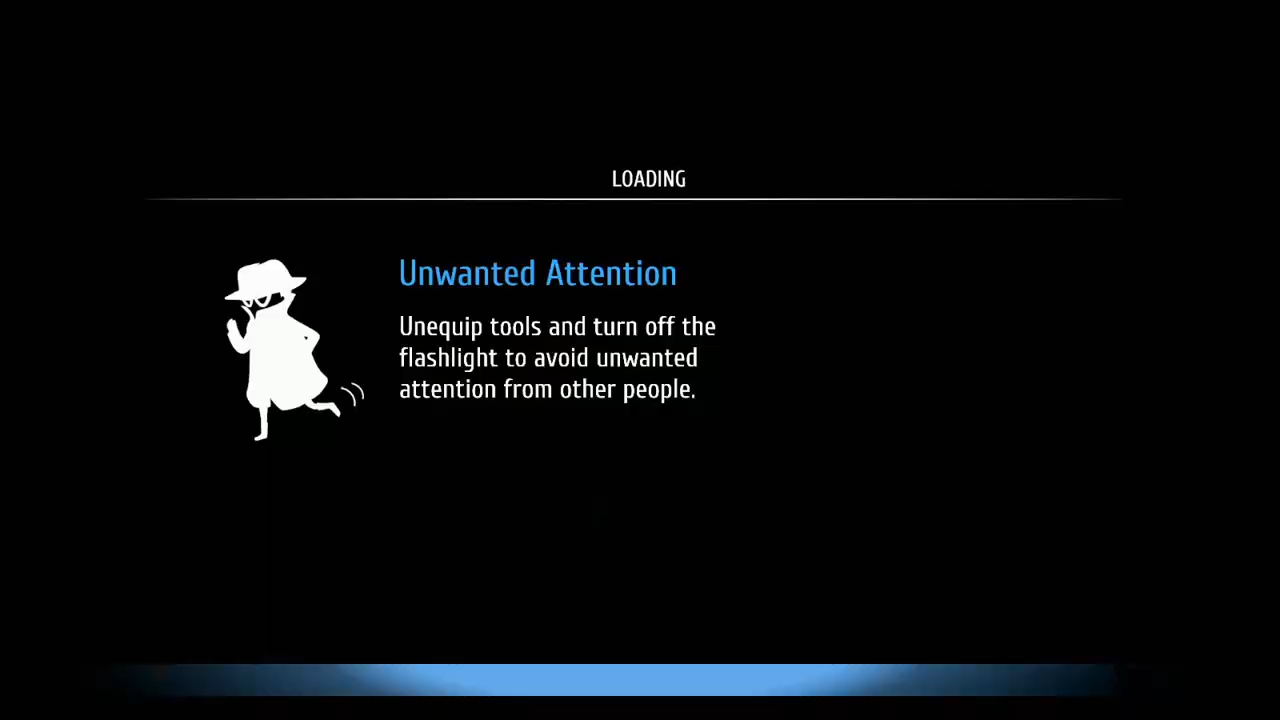 LOADING
Unwanted Attention
Unequip tools and turn off the
flashlight to avoid unwanted
attention from other people.